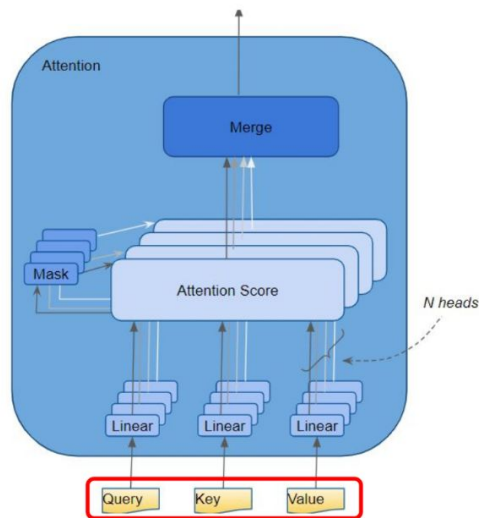 Attention
Merge
Mask
Attention Score
N heads
Linear Linear Linear
Query Key Value